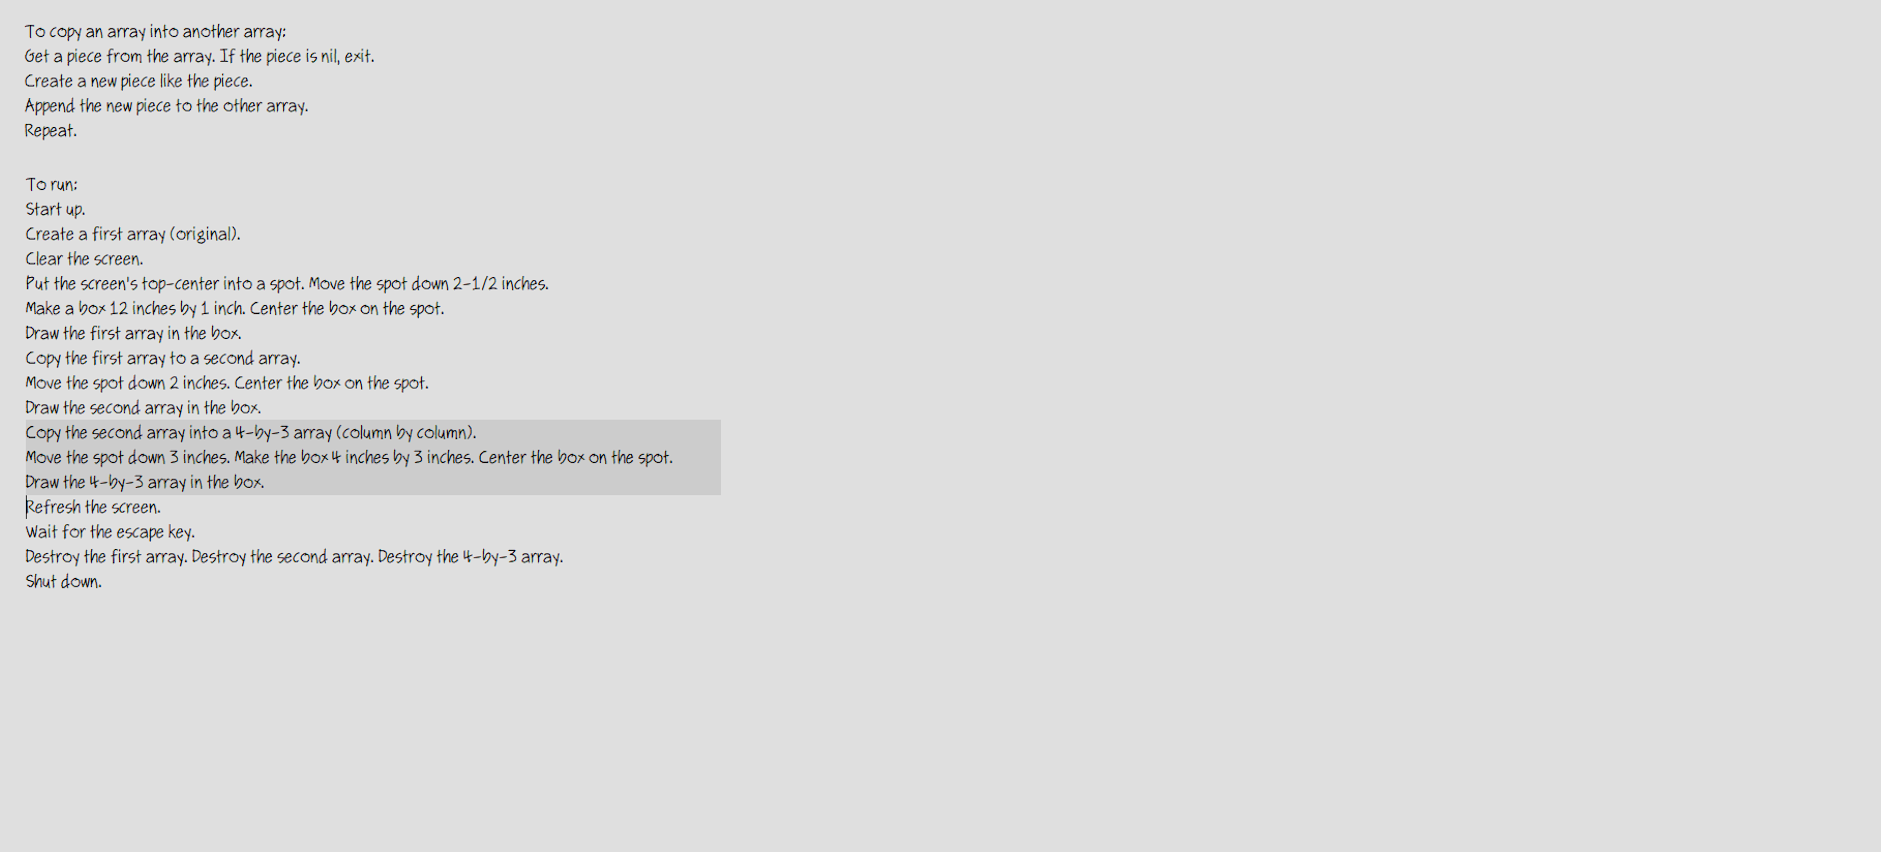 To copy an array into another array:
Get a piece from the array. If the piece is nil, exit.
Create a new piece like the piece.
Append the new piece to the other array.
Repeat.
To run:
Start up.
Create a first array (original).
Clear the screen.
Put the screen's top-center into a spot. Move the spot down 2-1/2 inches.
Make a box 12 inches by 1 inch. Center the box on the spot.
Draw the first array in the box.
Copy the first array to a second array.
Move the spot down 2 inches. Center the box on the spot.
Draw the second array in the box.
Copy the second array into a 4-by-3 array (column by column).
Move the spot down 3 inches. Make the box 4 inches by 3 inches. Center the box on the spot.
Draw the 4-by-3 array in the box.
Refresh the screen.
Wait for the escape key.
Destroy the first array. Destroy the second array. Destroy the 4-by-3 array.
Shut down.